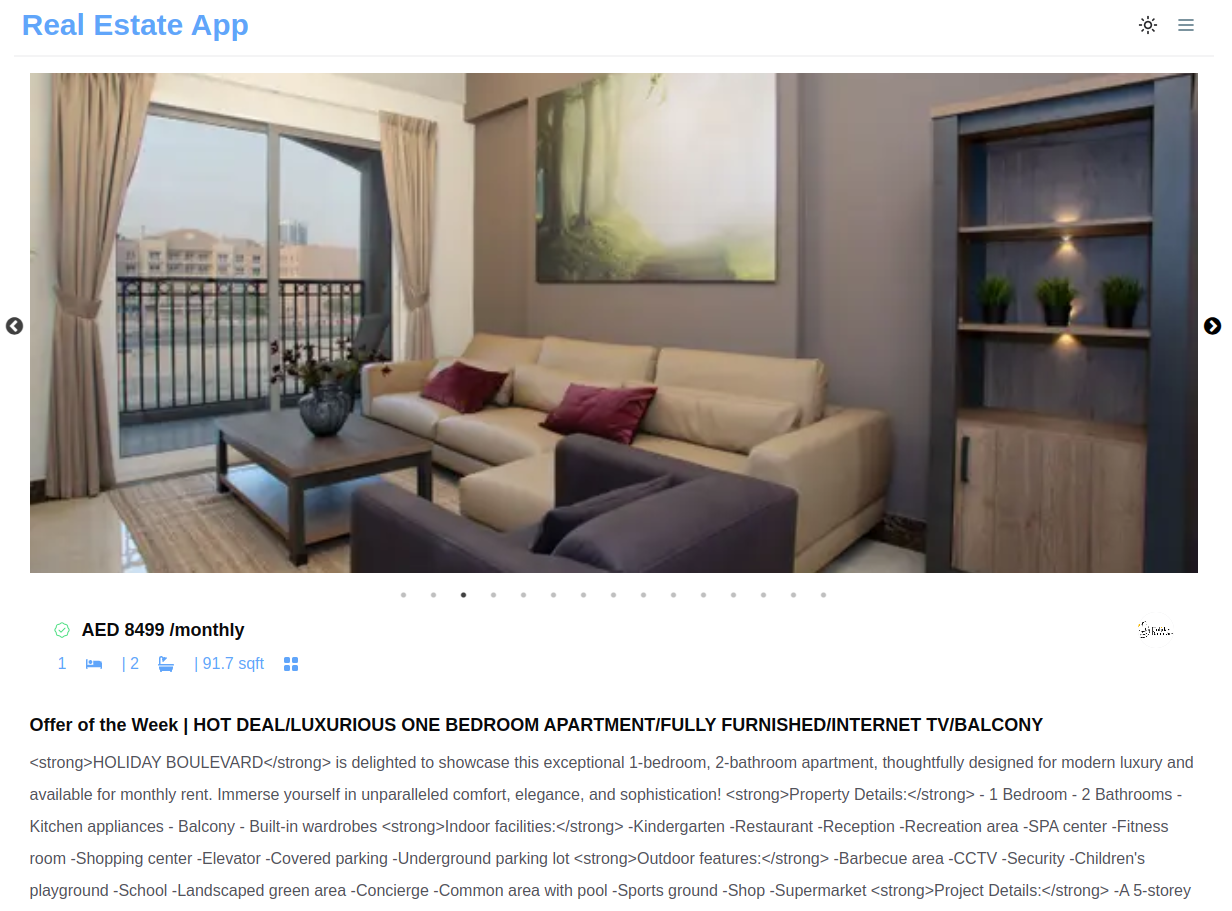 Real Estate App
AED 8499 /monthly
1 | 2 | 91.7 sqft
Offer of the Week | HOT DEAL/LUXURIOUS ONE BEDROOM APARTMENT/FULLY FURNISHED/INTERNET TV/BALCONY
<strong>HOLIDAY BOULEVARD</strong> is delighted to showcase this exceptional 1-bedroom, 2-bathroom apartment, thoughtfully designed for modern luxury and
available for monthly rent. Immerse yourself in unparalleled comfort, elegance, and sophistication! <strong>Property Details:</strong> - 1 Bedroom - 2 Bathrooms -
Kitchen appliances - Balcony - Built-in wardrobes <strong>Indoor facilities:</strong> -Kindergarten -Restaurant -Reception -Recreation area -SPA center -Fitness
room -Shopping center -Elevator -Covered parking -Underground parking lot <strong>Outdoor features:</strong> -Barbecue area -CCTV -Security -Children's
playground -School -Landscaped green area -Concierge -Common area with pool -Sports ground -Shop -Supermarket <strong>Project Details:</strong> -A 5-storey